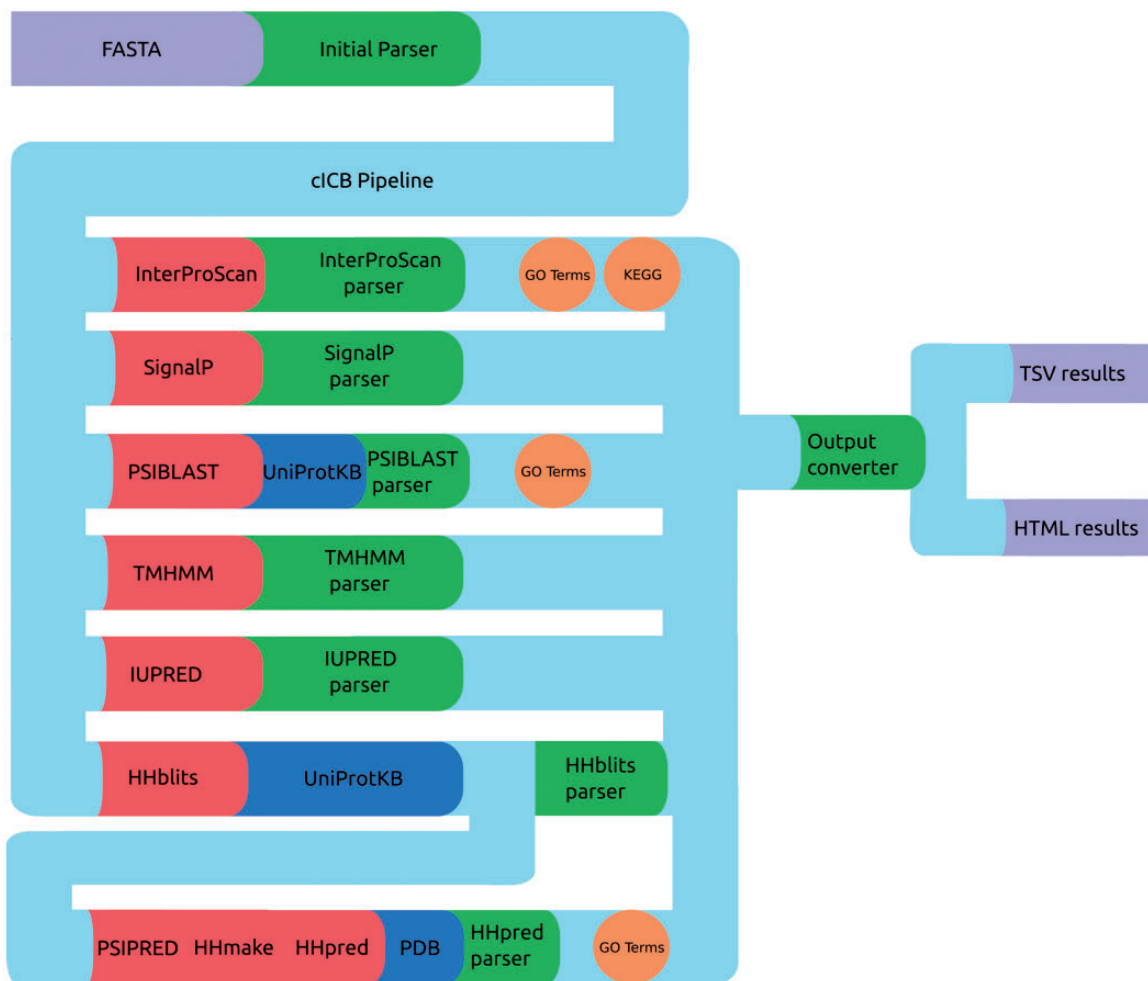 FASTA
Initial Parser
cICB Pipeline
InterProScan
InterProScan
parser
GO Terms
KEGG
SignalP
SignalP
parser
TSV results
PSIBLAST
UniProtKB
PSIBLAST
parser
GO Terms
Output
converter
HTML results
TMHMM
TMHMM
parser
IUPRED
IUPRED
parser
HHblits
UniProtKB
HHblits
parser
PSIPRED HHmake HHpred
PDB
HHpred
parser
GO Terms